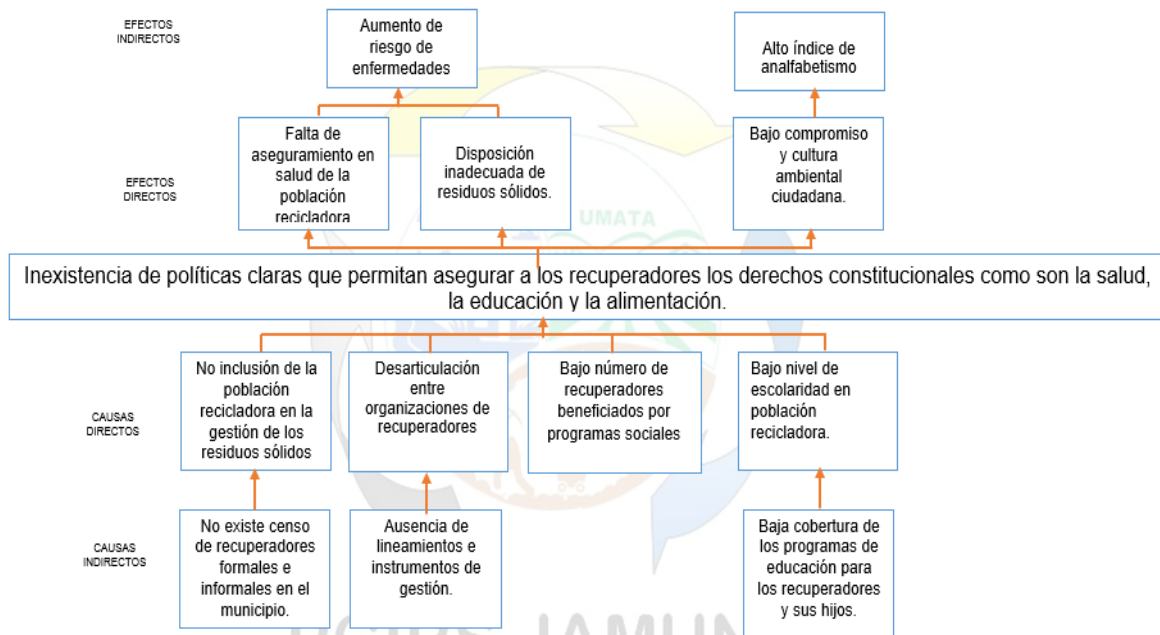 EFECTOS
INDIRECTOS
Aumento de
riesgo de
enfermedades
Alto índice de
analfabetismo
EFECTOS
DIRECTOS
Falta de
aseguramiento en
salud de la
población
recicladora
Disposición
inadecuada de
residuos sólidos.
Bajo compromiso
y cultura
ambiental
ciudadana.
UMATA
Inexistencia de políticas claras que permitan asegurar a los recuperadores los derechos constitucionales como son la salud,
la educación y la alimentación.
CAUSAS
DIRECTOS
No inclusión de la
población
recicladora en la
gestión de los
residuos sólidos
Desarticulación
entre
organizaciones de
recuperadores
Bajo número de
recuperadores
beneficiados por
programas sociales
Bajo nivel de
escolaridad en
población
recicladora.
CAUSAS
INDIRECTOS
No existe censo
de recuperadores
formales e
informales en el
municipio.
Ausencia de
lineamientos e
instrumentos de
gestión.
Baja cobertura de
los programas de
educación para
los recuperadores
y sus hijos.